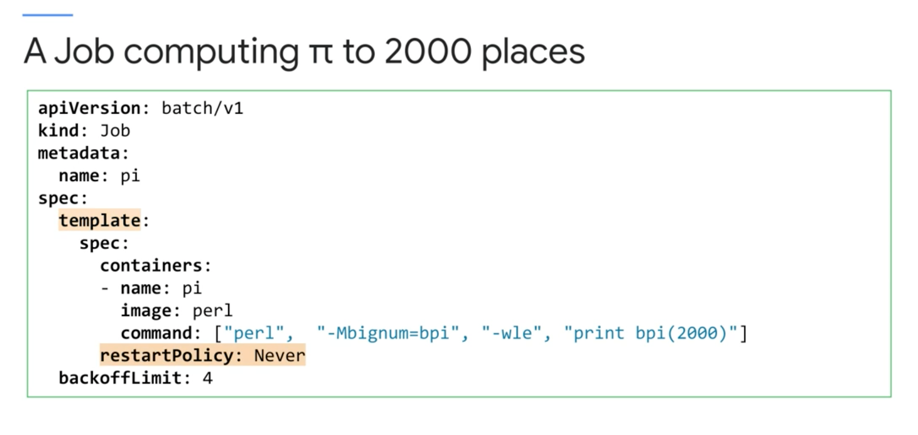 A Job computing π to 2000 places
apiVersion: batch/v1
kind: Job
metadata:
  name: pi
spec:
  template:
    spec:
      containers:
      - name: pi
        image: perl
        command: ["perl",  "-Mbignum=bpi", "-wle", "print bpi(2000)"]
      restartPolicy: Never
  backoffLimit: 4